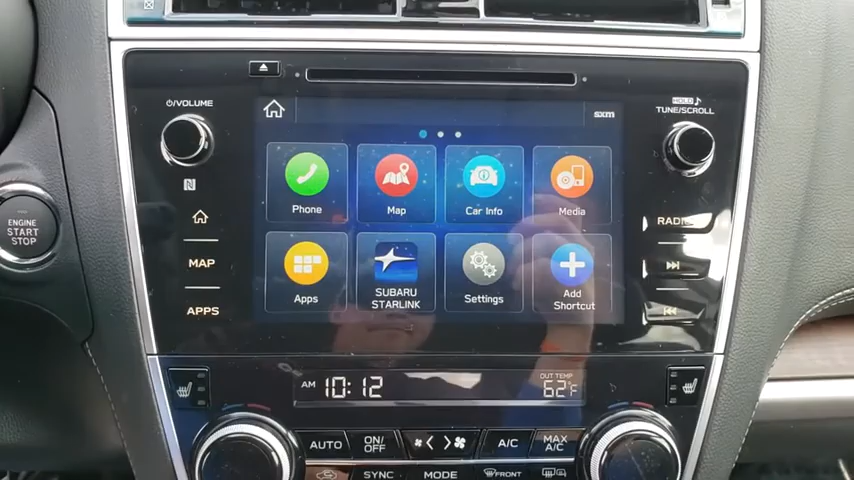 ⏻/VOLUME
HOLD ♪
TUNE/SCROLL
sxm
Phone
Map
Car Info
Media
RADIO
ENGINE
START
STOP
MAP
Apps
SUBARU
STARLINK
Settings
Add
Shortcut
APPS
AM 10:12
OUT TEMP
62°F
AUTO
ON/
OFF
A/C
MAX
A/C
SYNC
MODE
FRONT